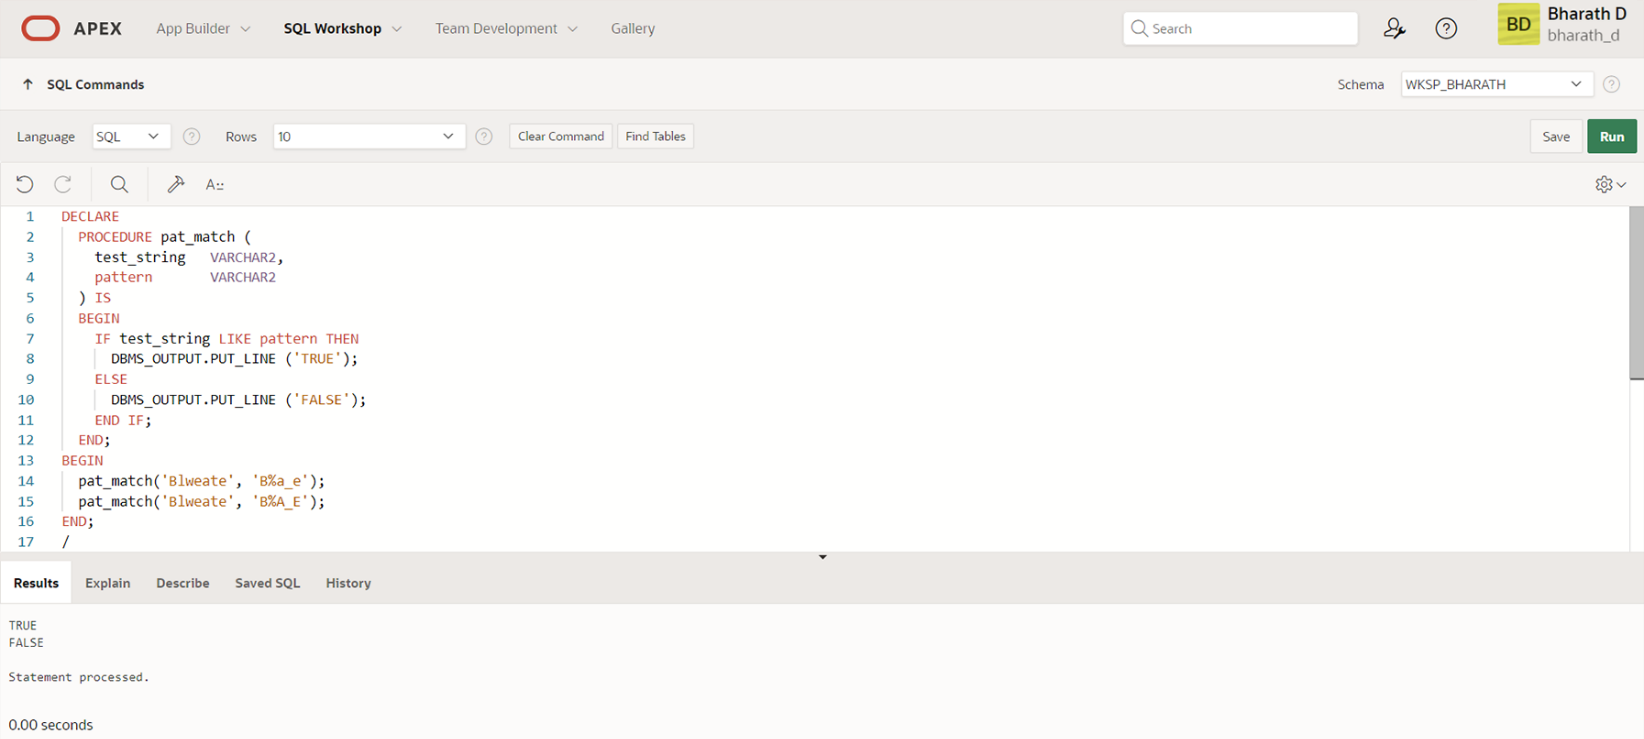 APEX App Builder SQL Workshop Team Development Gallery Search BD Bharath D
bharath_d
SQL Commands Schema WKSP_BHARATH
Language SQL Rows 10 Clear Command Find Tables Save Run
A::
1 DECLARE
2 PROCEDURE pat_match (
3 test_string VARCHAR2,
4 pattern VARCHAR2
5 ) IS
6 BEGIN
7 IF test_string LIKE pattern THEN
8 DBMS_OUTPUT.PUT_LINE ('TRUE');
9 ELSE
10 DBMS_OUTPUT.PUT_LINE ('FALSE');
11 END IF;
12 END;
13 BEGIN
14 pat_match('Blweate', 'B%a_e');
15 pat_match('Blweate', 'B%A_E');
16 END;
17 /
Results Explain Describe Saved SQL History
TRUE
FALSE
Statement processed.
0.00 seconds